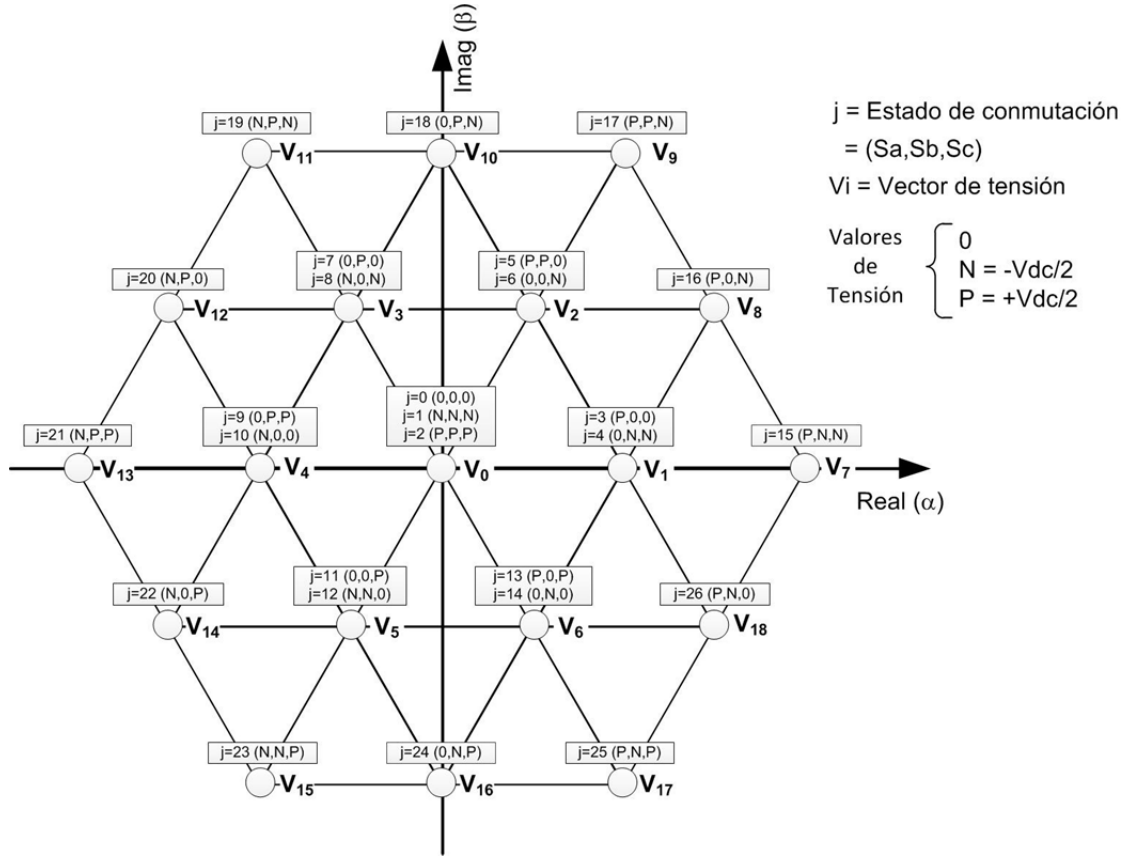 Imag (β)
j=19 (N,P,N)
j=18 (0,P,N)
j=17 (P,P,N)
V11
V10
V9
j = Estado de conmutación
= (Sa,Sb,Sc)
Vi = Vector de tensión
Valores
de
Tensión
0
N = -Vdc/2
P = +Vdc/2
j=20 (N,P,0)
j=7 (0,P,0)
j=8 (N,0,N)
j=5 (P,P,0)
j=6 (0,0,N)
j=16 (P,0,N)
V12
V3
V2
V8
j=21 (N,P,P)
j=9 (0,P,P)
j=10 (N,0,0)
j=0 (0,0,0)
j=1 (N,N,N)
j=2 (P,P,P)
j=3 (P,0,0)
j=4 (0,N,N)
j=15 (P,N,N)
V13
V4
V0
V1
V7
Real (α)
j=22 (N,0,P)
j=11 (0,0,P)
j=12 (N,N,0)
j=13 (P,0,P)
j=14 (0,N,0)
j=26 (P,N,0)
V14
V5
V6
V18
j=23 (N,N,P)
j=24 (0,N,P)
j=25 (P,N,P)
V15
V16
V17